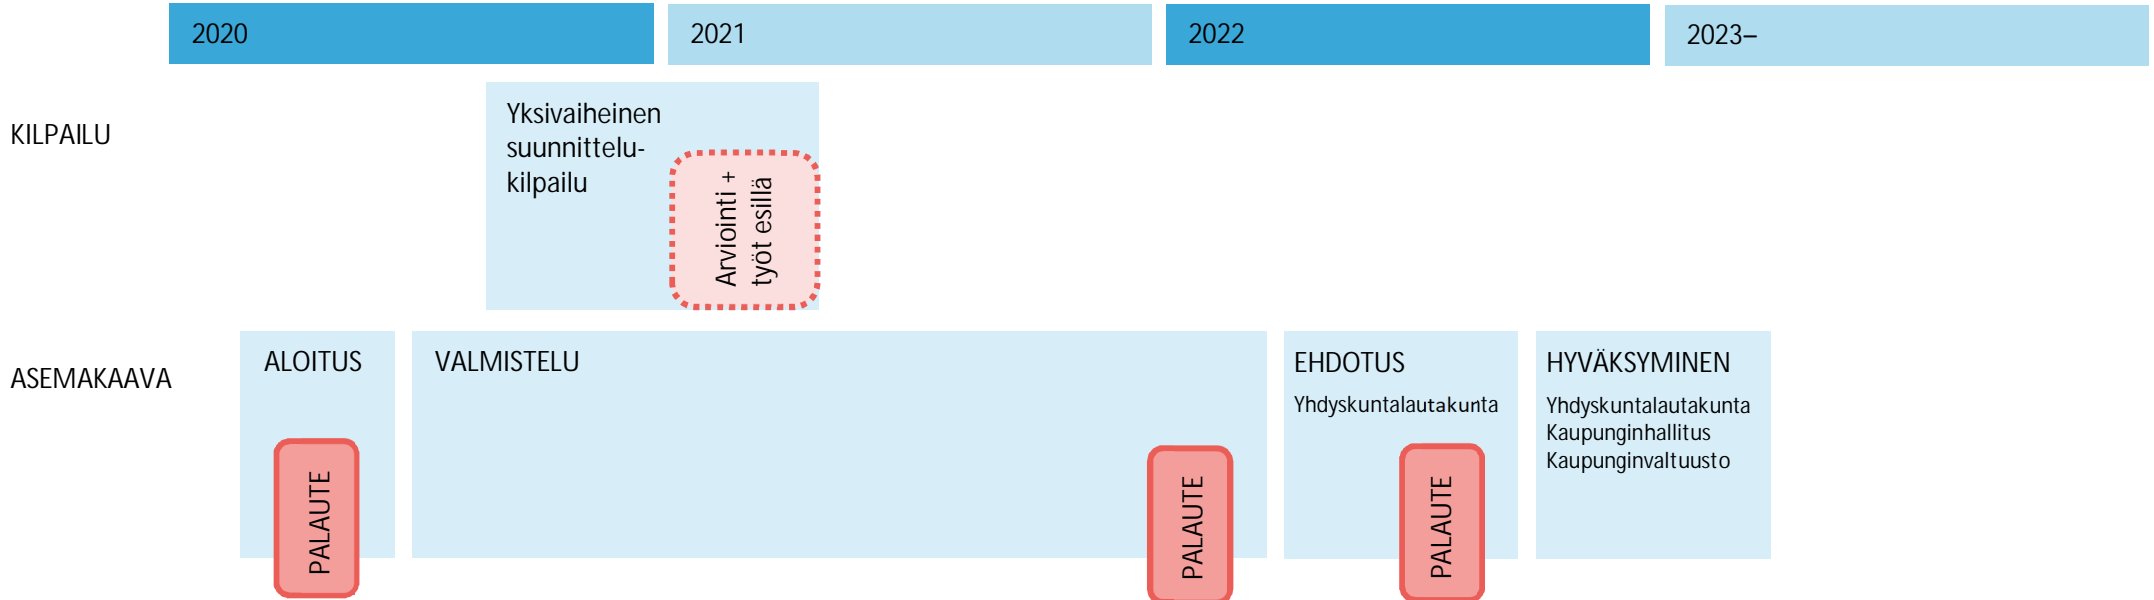 2020
2021
2022
2023–
KILPAILU
Yksivaiheinen
suunnittelu-
kilpailu
Arviointi +
työt esillä
ASEMAKAAVA
ALOITUS
PALAUTE
VALMISTELU
PALAUTE
EHDOTUS
Yhdyskuntalautakunta
PALAUTE
HYVÄKSYMINEN
Yhdyskuntalautakunta
Kaupunginhallitus
Kaupunginvaltuusto